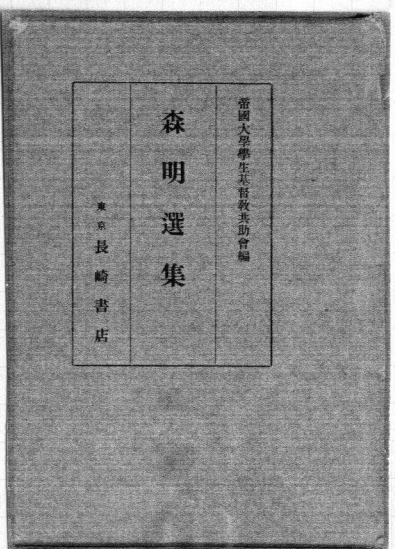 帝國大學學生基督敎共助會編
森明選集
東京 長崎書店